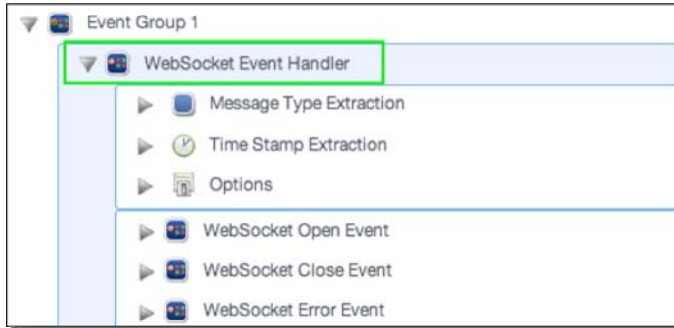 Event Group 1
WebSocket Event Handler
Message Type Extraction
Time Stamp Extraction
Options
WebSocket Open Event
WebSocket Close Event
WebSocket Error Event